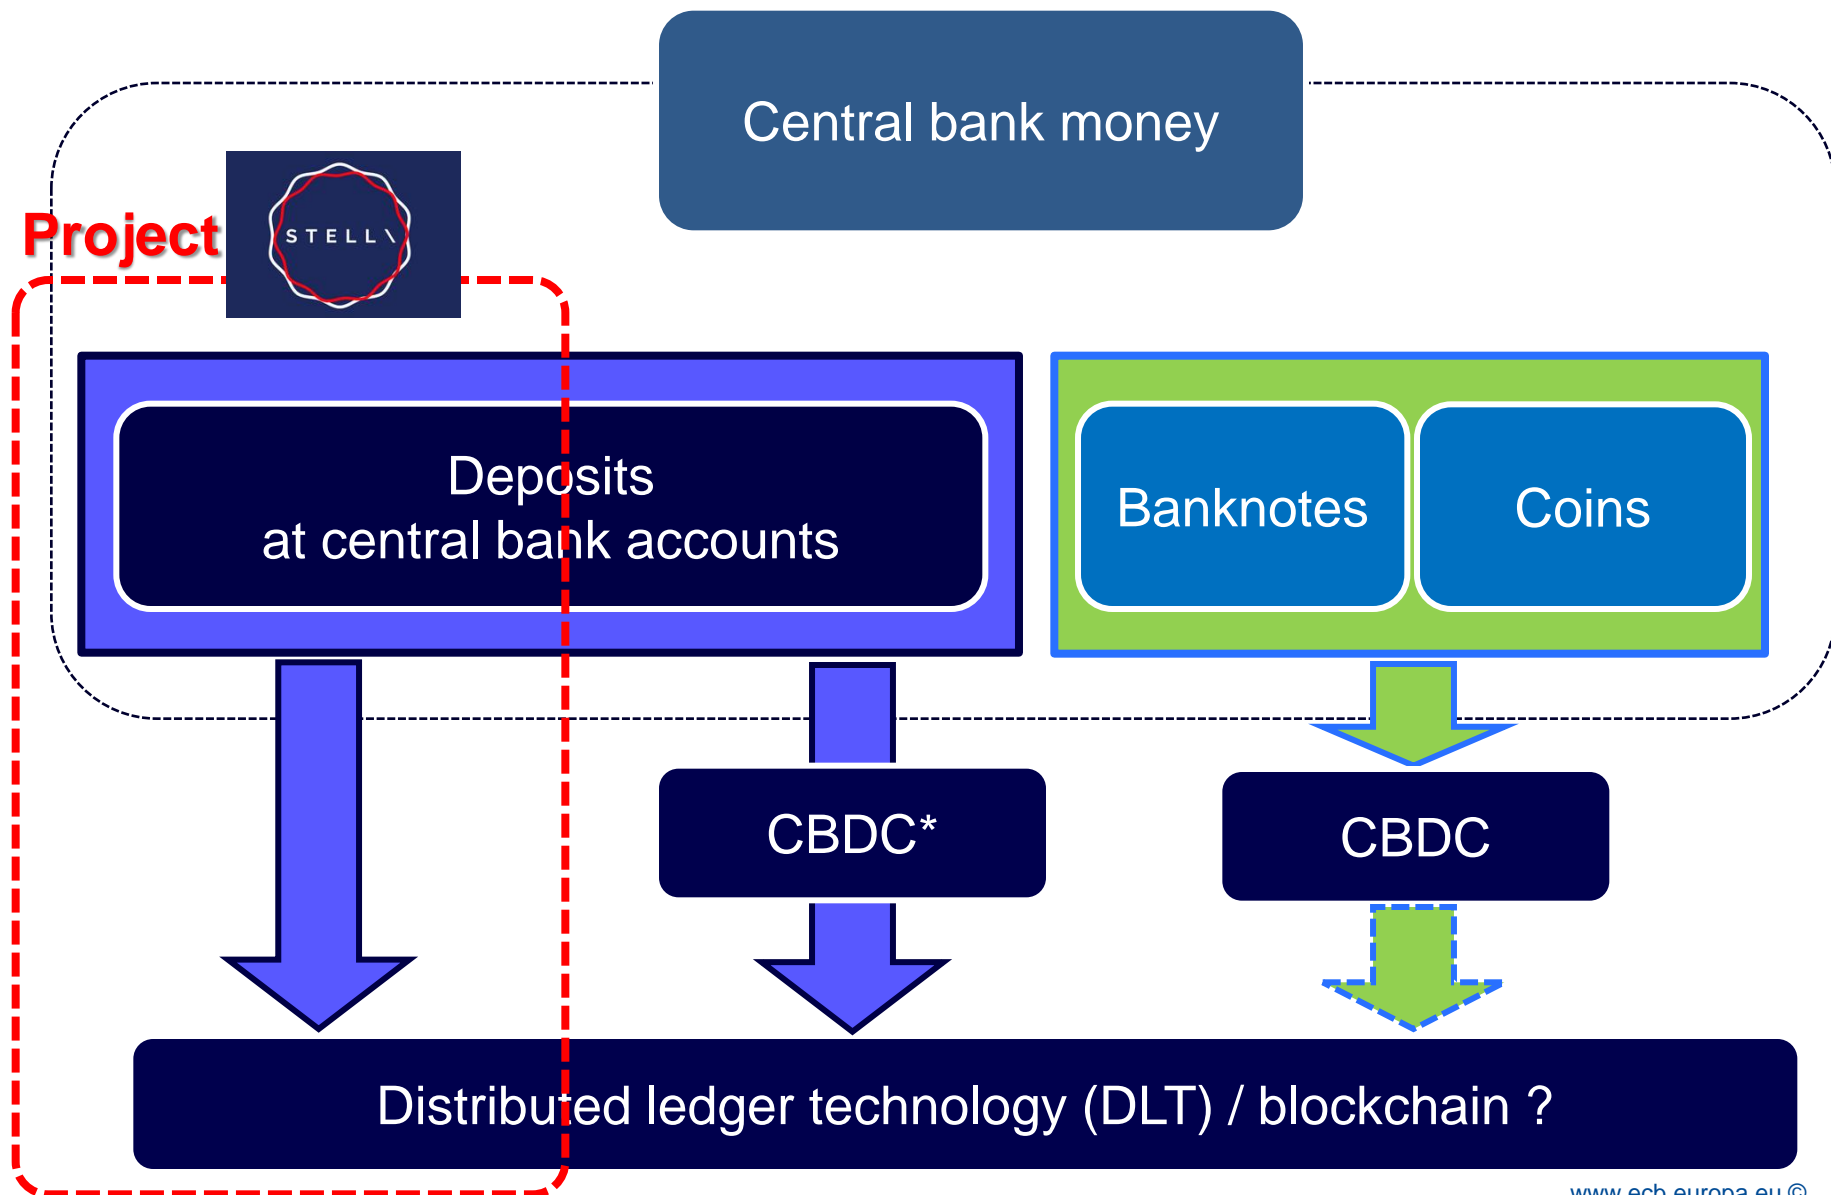 Central bank money
Project
STELLA
Deposits
at central bank accounts
Banknotes
Coins
CBDC*
CBDC
Distributed ledger technology (DLT) / blockchain ?
www.ecb.europa.eu ©